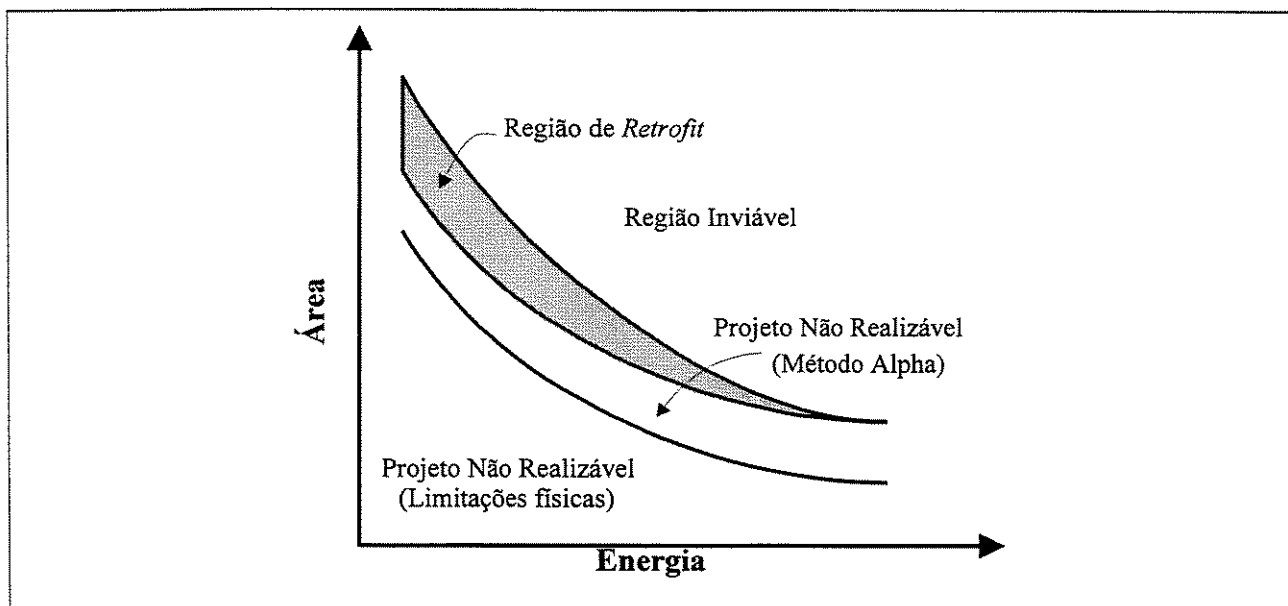 Região de Retrofit
Região Inviável
Área
Projeto Não Realizável
(Método Alpha)
Projeto Não Realizável
(Limitações físicas)
Energia